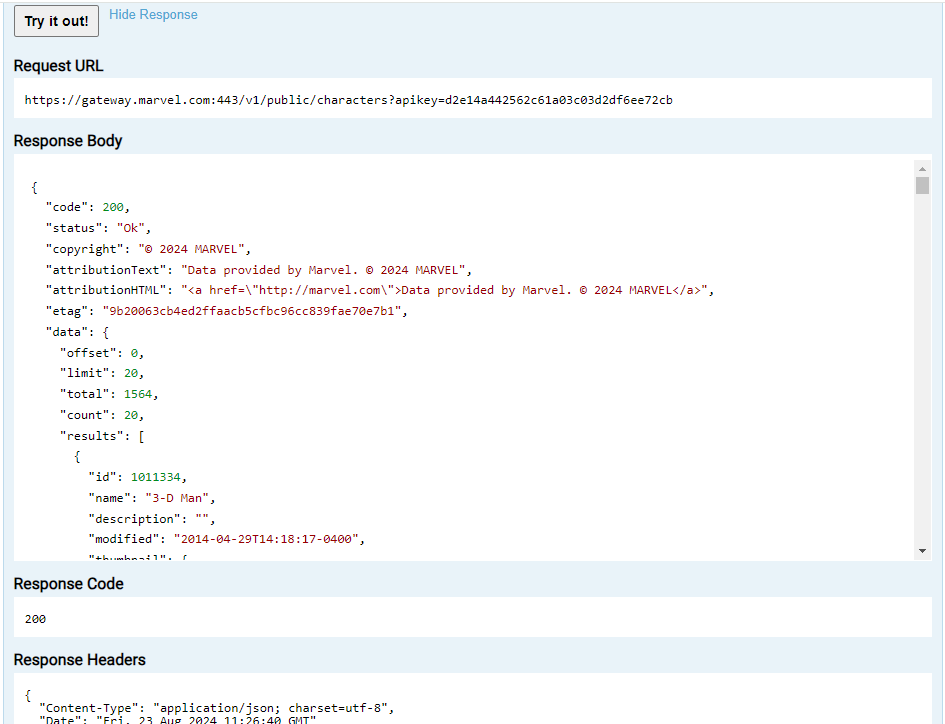 Try it out! Hide Response
Request URL
https://gateway.marvel.com:443/v1/public/characters?apikey=d2e14a442562c61a03c03d2df6ee72cb
Response Body
{
"code": 200,
"status": "Ok",
"copyright": "© 2024 MARVEL",
"attributionText": "Data provided by Marvel. © 2024 MARVEL",
"attributionHTML": "<a href=\"http://marvel.com\">Data provided by Marvel. © 2024 MARVEL</a>",
"etag": "9b20063cb4ed2ffaacb5cfbc96cc839fae70e7b1",
"data": {
"offset": 0,
"limit": 20,
"total": 1564,
"count": 20,
"results": [
{
"id": 1011334,
"name": "3-D Man",
"description": "",
"modified": "2014-04-29T14:18:17-0400",
"thumbnail": {
Response Code
200
Response Headers
{
"Content-Type": "application/json; charset=utf-8",
"Date": "Fri, 23 Aug 2024 11:26:40 GMT"